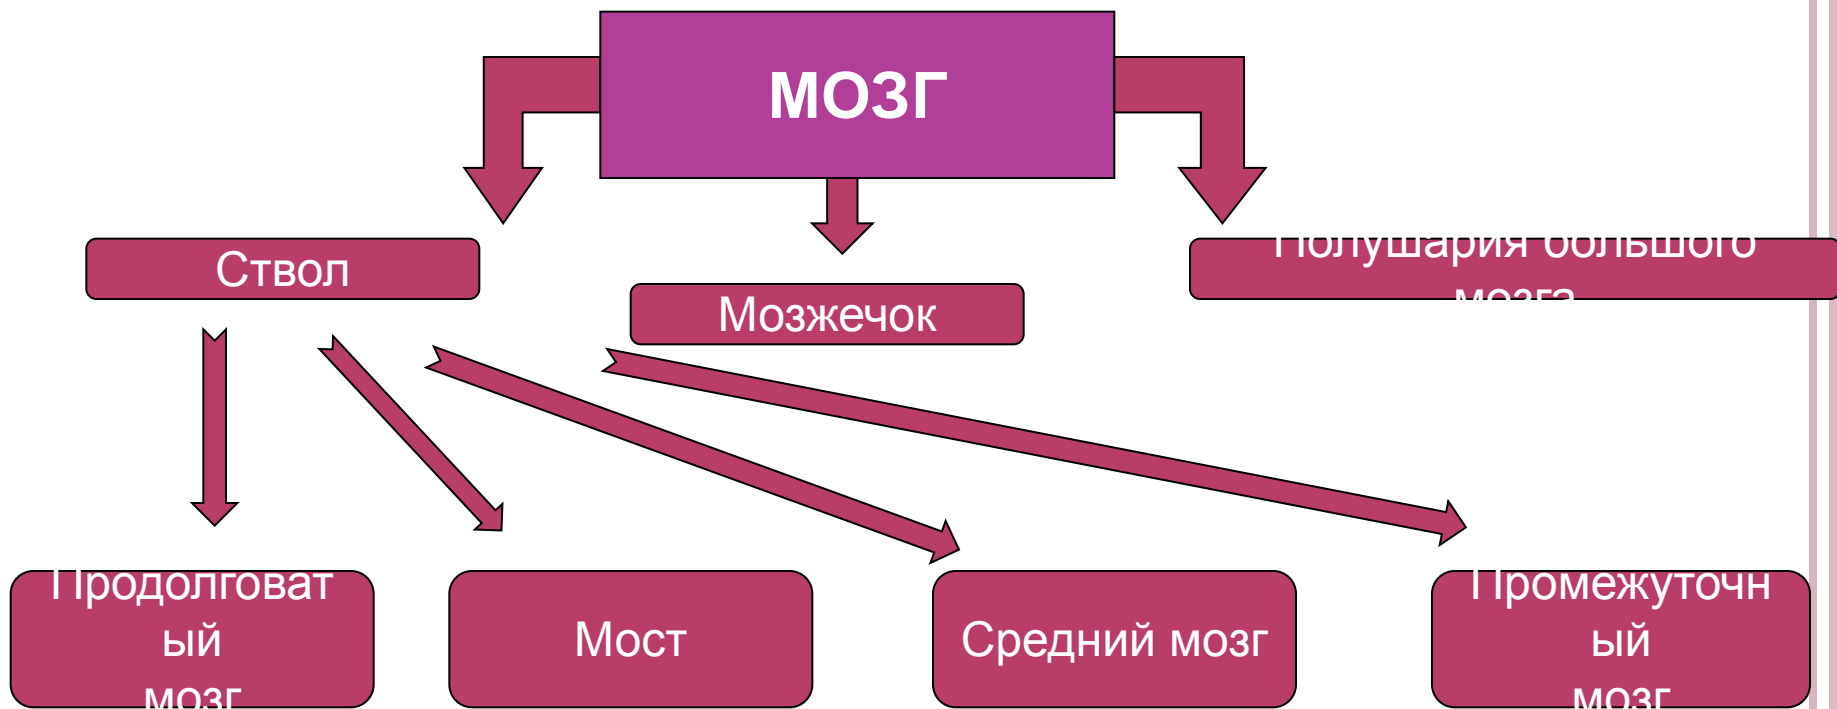 МОЗГ
Ствол
Мозжечок
Полушария большого
мозга
Продолговат
ый
мозг
Мост
Средний мозг
Промежуточн
ый
мозг